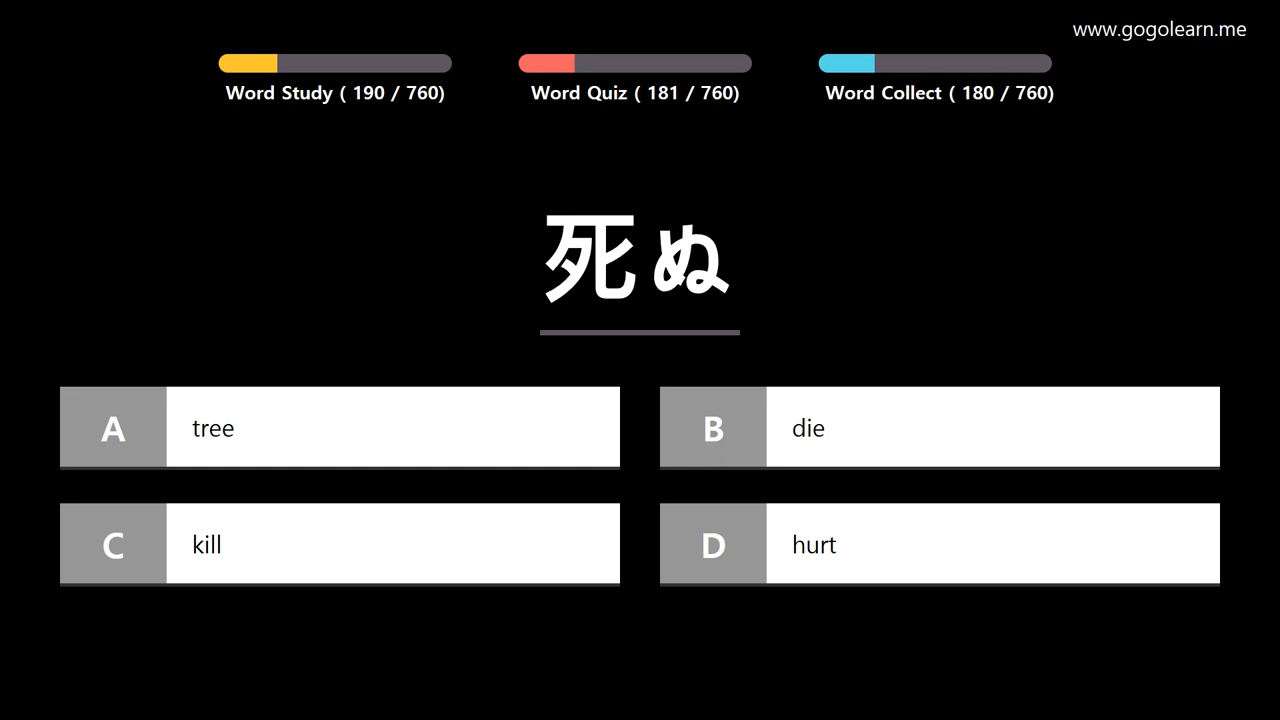 www.gogolearn.me
Word Study ( 190 / 760)
Word Quiz ( 181 / 760)
Word Collect ( 180 / 760)
死ぬ
A tree
B die
C kill
D hurt